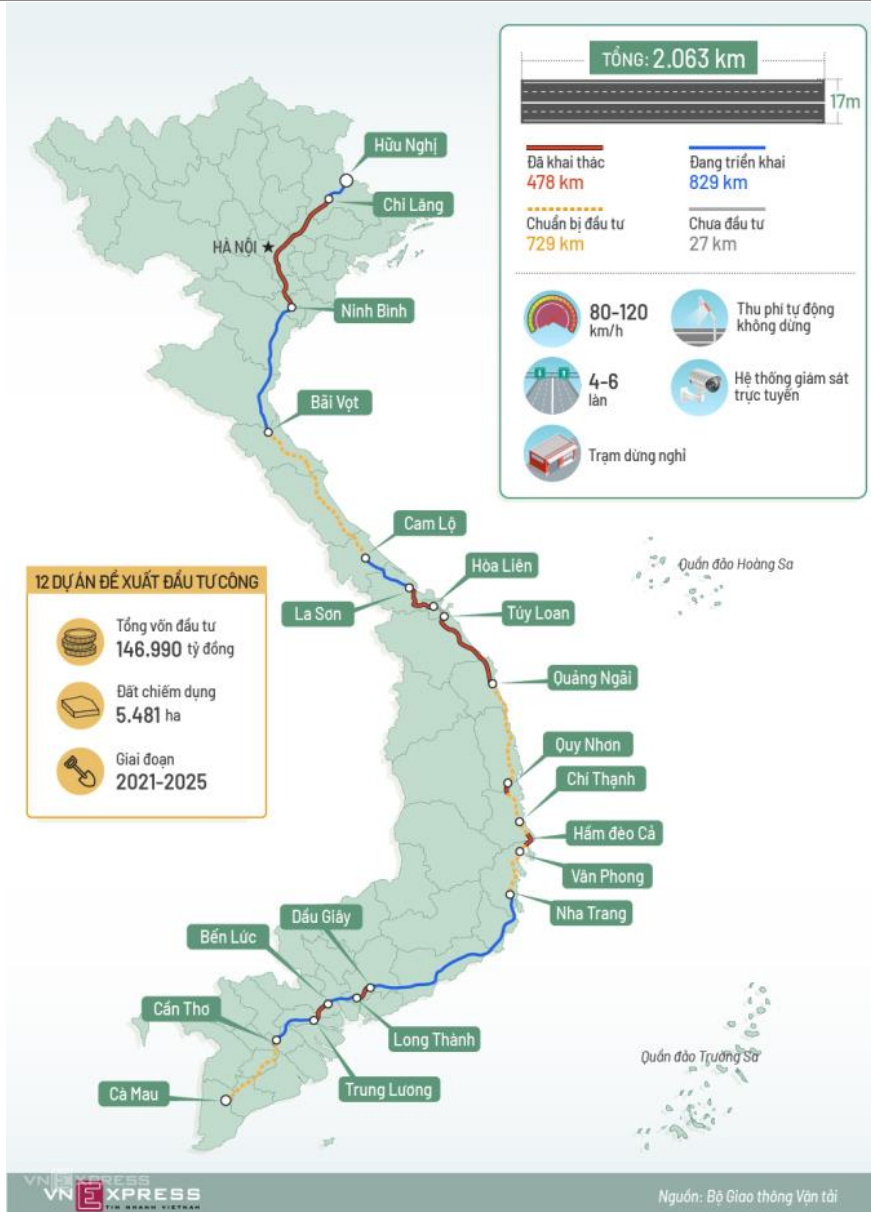 TỔNG: 2.063 km
17m
Đã khai thác
478 km
Đang triển khai
829 km
Chuẩn bị đầu tư
729 km
Chưa đầu tư
27 km
80-120
km/h
Thu phí tự động
không dừng
4-6
làn
Hệ thống giám sát
trực tuyến
Trạm dừng nghỉ
Hữu Nghị
Chi Lăng
HÀ NỘI
Ninh Bình
Bãi Vọt
Cam Lộ
Hòa Liên
La Sơn
Túy Loan
Quần đảo Hoàng Sa
12 DỰ ÁN ĐỀ XUẤT ĐẦU TƯ CÔNG
Tổng vốn đầu tư
146.990 tỷ đồng
Đất chiếm dụng
5.481 ha
Giai đoạn
2021-2025
Quảng Ngãi
Quy Nhơn
Chí Thạnh
Hầm đèo Cả
Vân Phong
Nha Trang
Dầu Giây
Bến Lức
Cần Thơ
Long Thành
Cà Mau
Trung Lương
Quần đảo Trường Sa
VNEXPRESS
VNEXPRESS
TIN NHANH VIETNAM
Nguồn: Bộ Giao thông Vận tải